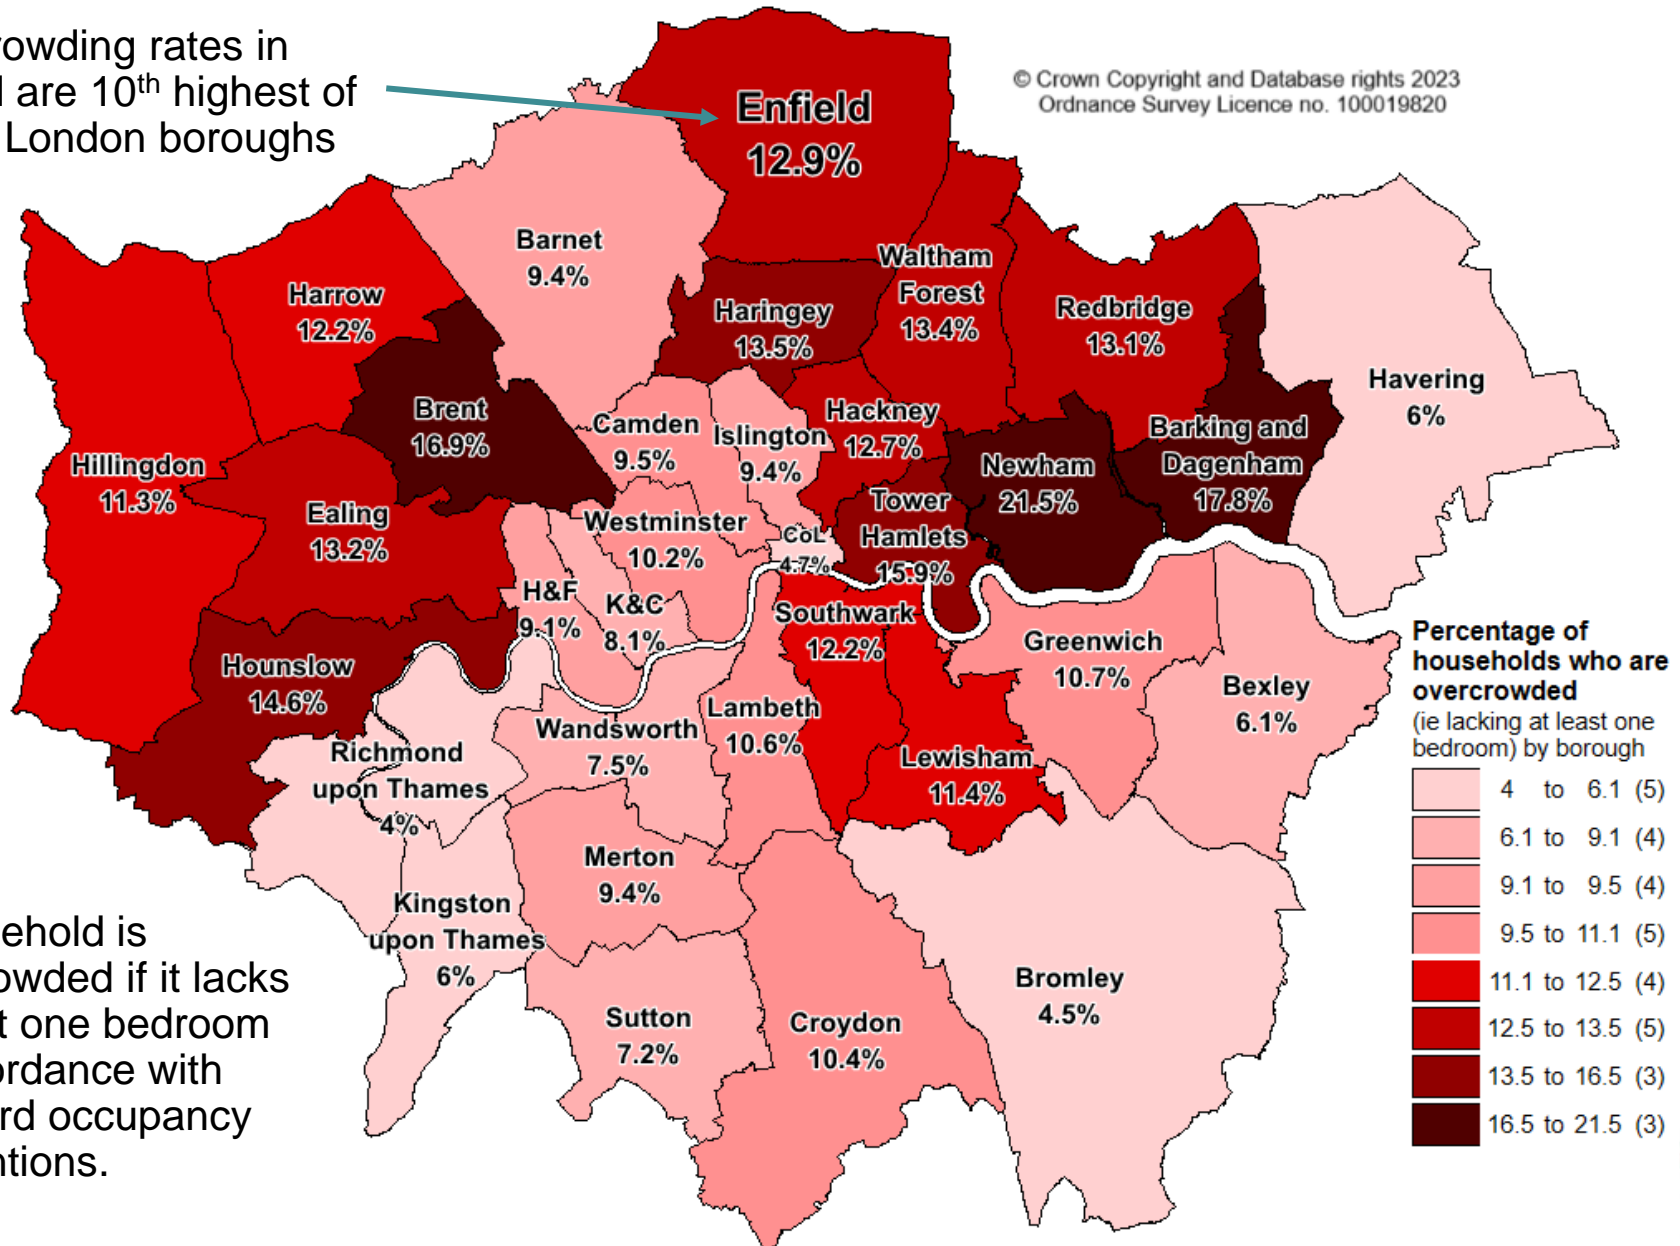 rowding rates in
are 10th highest of
London boroughs
© Crown Copyright and Database rights 2023
Ordnance Survey Licence no. 100019820
Enfield
12.9%
Barnet
9.4%
Waltham
Forest
13.4%
Harrow
12.2%
Haringey
13.5%
Redbridge
13.1%
Havering
6%
Brent
16.9%
Camden
9.5%
Islington
9.4%
Hackney
12.7%
Barking and
Dagenham
17.8%
Hillingdon
11.3%
Newham
21.5%
Ealing
13.2%
Westminster
10.2%
Tower
Hamlets
15.9%
CoL
4.7%
H&F
9.1%
K&C
8.1%
Southwark
12.2%
Greenwich
10.7%
Hounslow
14.6%
Bexley
6.1%
Wandsworth
7.5%
Lambeth
10.6%
Lewisham
11.4%
Richmond
upon Thames
4%
Merton
9.4%
Kingston
upon Thames
6%
Sutton
7.2%
Croydon
10.4%
Bromley
4.5%
Percentage of
households who are
overcrowded
(ie lacking at least one
bedroom) by borough
4 to 6.1 (5)
6.1 to 9.1 (4)
9.1 to 9.5 (4)
9.5 to 11.1 (5)
11.1 to 12.5 (4)
12.5 to 13.5 (5)
13.5 to 16.5 (3)
16.5 to 21.5 (3)
ehold is
owded if it lacks
t one bedroom
ordance with
rd occupancy
ntions.